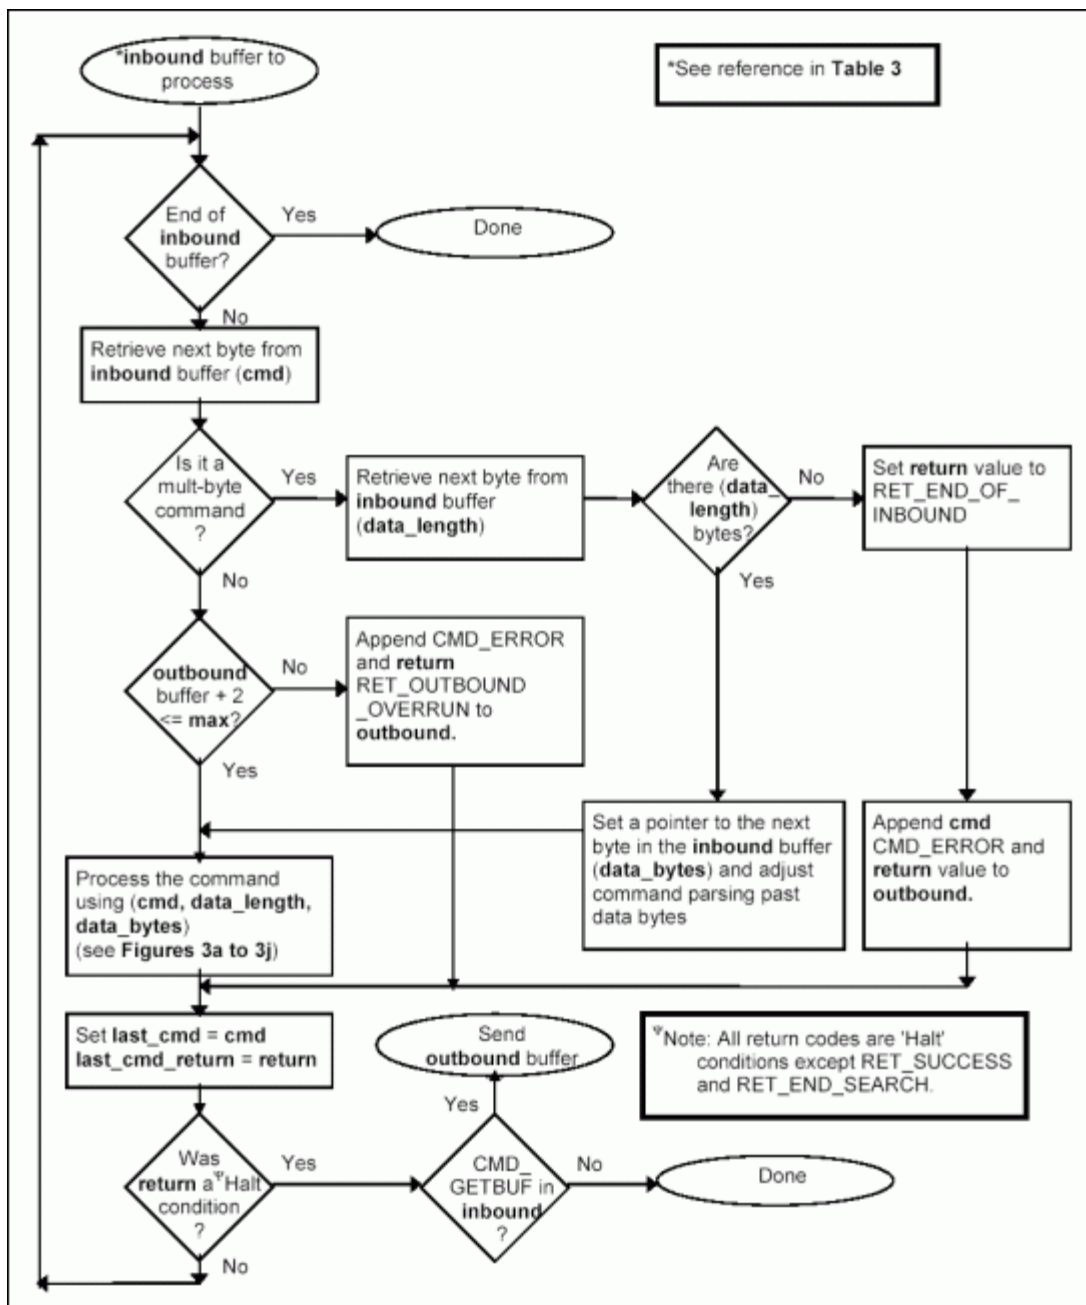 *inbound buffer to
process
*See reference in Table 3
End of
inbound
buffer?
Yes
Done
No
Retrieve next byte from
inbound buffer (cmd)
Is it a
mult-byte
command
?
Yes
Retrieve next byte from
inbound buffer
(data_length)
Are
there (data_
length)
bytes?
No
Set return value to
RET_END_OF_
INBOUND
No
Yes
outbound
buffer + 2
<= max?
No
Append CMD_ERROR
and return
RET_OUTBOUND
_OVERRUN to
outbound.
Yes
Set a pointer to the next
byte in the inbound buffer
(data_bytes) and adjust
command parsing past
data bytes
Append cmd
CMD_ERROR and
return value to
outbound.
Process the command
using (cmd, data_length,
data_bytes)
(see Figures 3a to 3j)
Set last_cmd = cmd
last_cmd_return = return
Send
outbound buffer
ΨNote: All return codes are 'Halt'
conditions except RET_SUCCESS
and RET_END_SEARCH.
Yes
Was
return aΨHalt
condition
?
Yes
CMD_
GETBUF in
inbound
?
No
Done
No